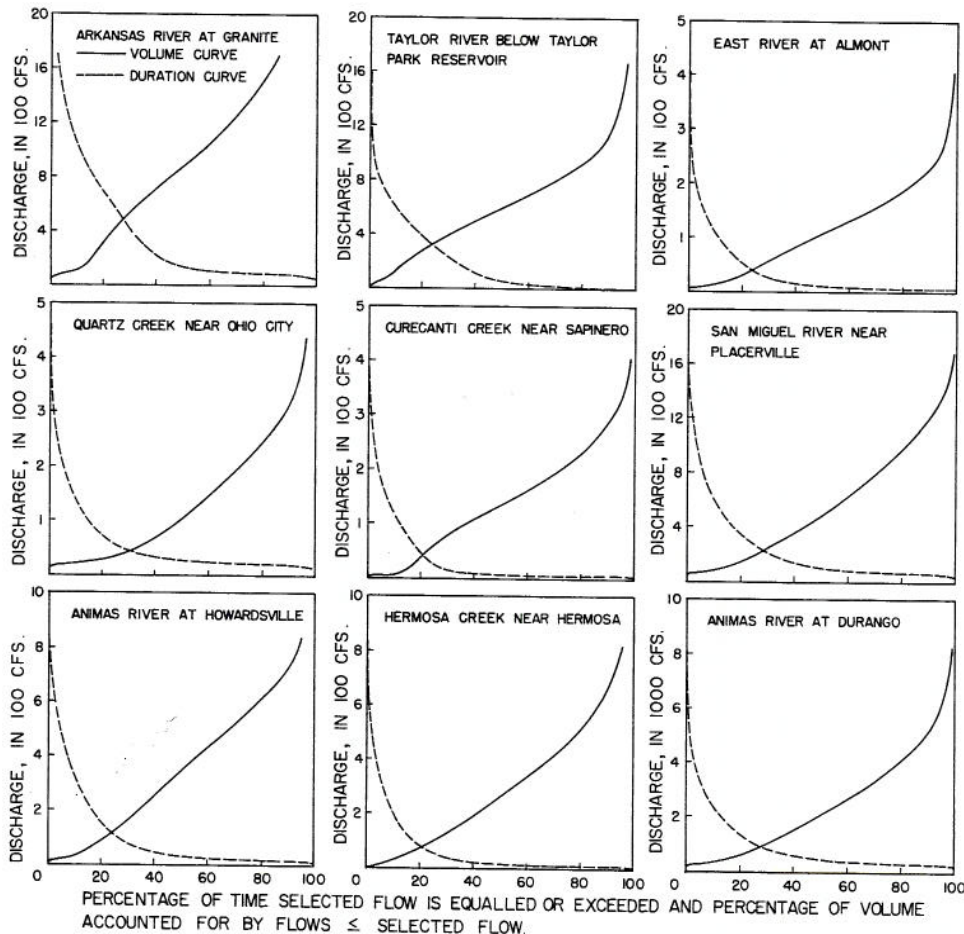 ARKANSAS RIVER AT GRANITE
VOLUME CURVE
DURATION CURVE
DISCHARGE, IN 100 CFS.
20
16
12
8
4
TAYLOR RIVER BELOW TAYLOR
PARK RESERVOIR
DISCHARGE, IN 100 CFS.
20
16
12
8
4
EAST RIVER AT ALMONT
DISCHARGE, IN 100 CFS.
5
4
3
2
1
0
QUARTZ CREEK NEAR OHIO CITY
DISCHARGE, IN 100 CFS.
5
4
3
2
1
CURECANTI CREEK NEAR SAPINERO
DISCHARGE, IN 100 CFS.
5
4
3
2
1
SAN MIGUEL RIVER NEAR
PLACERVILLE
DISCHARGE, IN 100 CFS.
20
16
12
8
4
ANIMAS RIVER AT HOWARDSVILLE
DISCHARGE, IN 100 CFS.
10
8
6
4
2
0 20 40 60 80 100
HERMOSA CREEK NEAR HERMOSA
DISCHARGE, IN 100 CFS.
10
8
6
4
2
0 20 40 60 80 100
ANIMAS RIVER AT DURANGO
DISCHARGE, IN 1000 CFS.
10
8
6
4
2
0 20 40 60 80 100
PERCENTAGE OF TIME SELECTED FLOW IS EQUALLED OR EXCEEDED AND PERCENTAGE OF VOLUME
ACCOUNTED FOR BY FLOWS ≤ SELECTED FLOW.